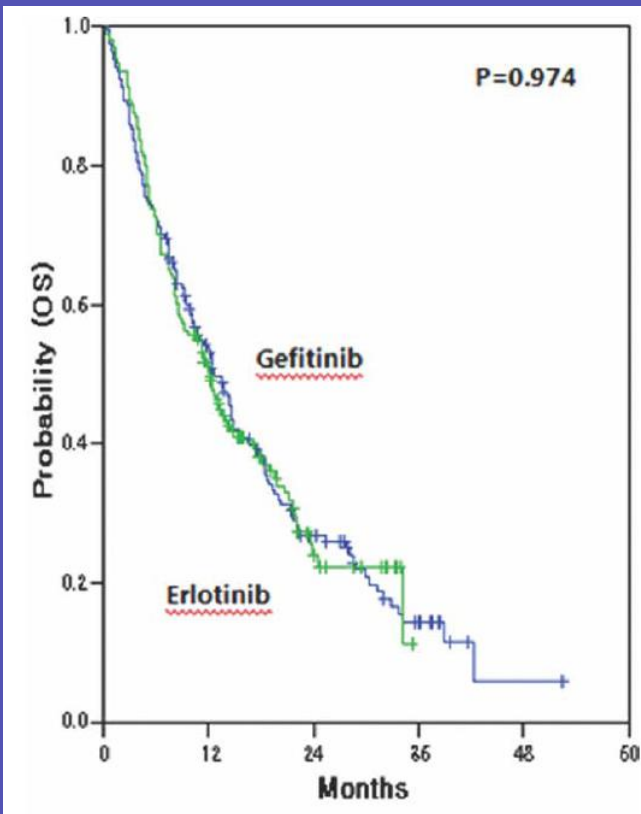 1.0
P=0.974
0.8
0.6
Gefitinib
Probability (OS)
0.4
0.2
Erlotinib
0.0
0 12 24 36 48 60
Months